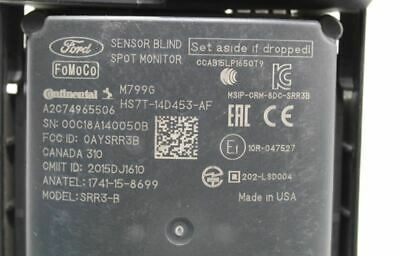 Ford
SENSOR BLIND
SPOT MONITOR
Set aside if dropped!
FoMoCo
CCAB15LP1650T9
Continental
M799G
HS7T-14D453-AF
MSIP-CRM-6DC-SRR3B
A2C74965506
SN: 00C18A140050B
FCC ID: OAYSRR3B
CANADA 310
E1
10R-047527
CMIIT ID: 2015DJ1610
ANATEL: 1741-15-8699
202-LSD004
MODEL: SRR3-B
Made in USA